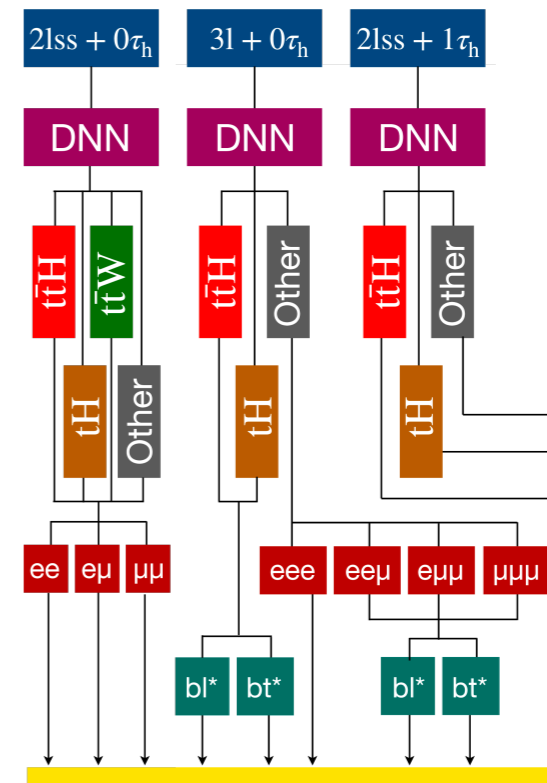 2lss + 0τh
3l + 0τh
2lss + 1τh
DNN
DNN
DNN
tt̄H
tt̄W
tt̄H
Other
tt̄H
Other
tH
Other
tH
tH
ee
eμ
μμ
eee
eeμ
eμμ
μμμ
bl*
bt*
bl*
bt*